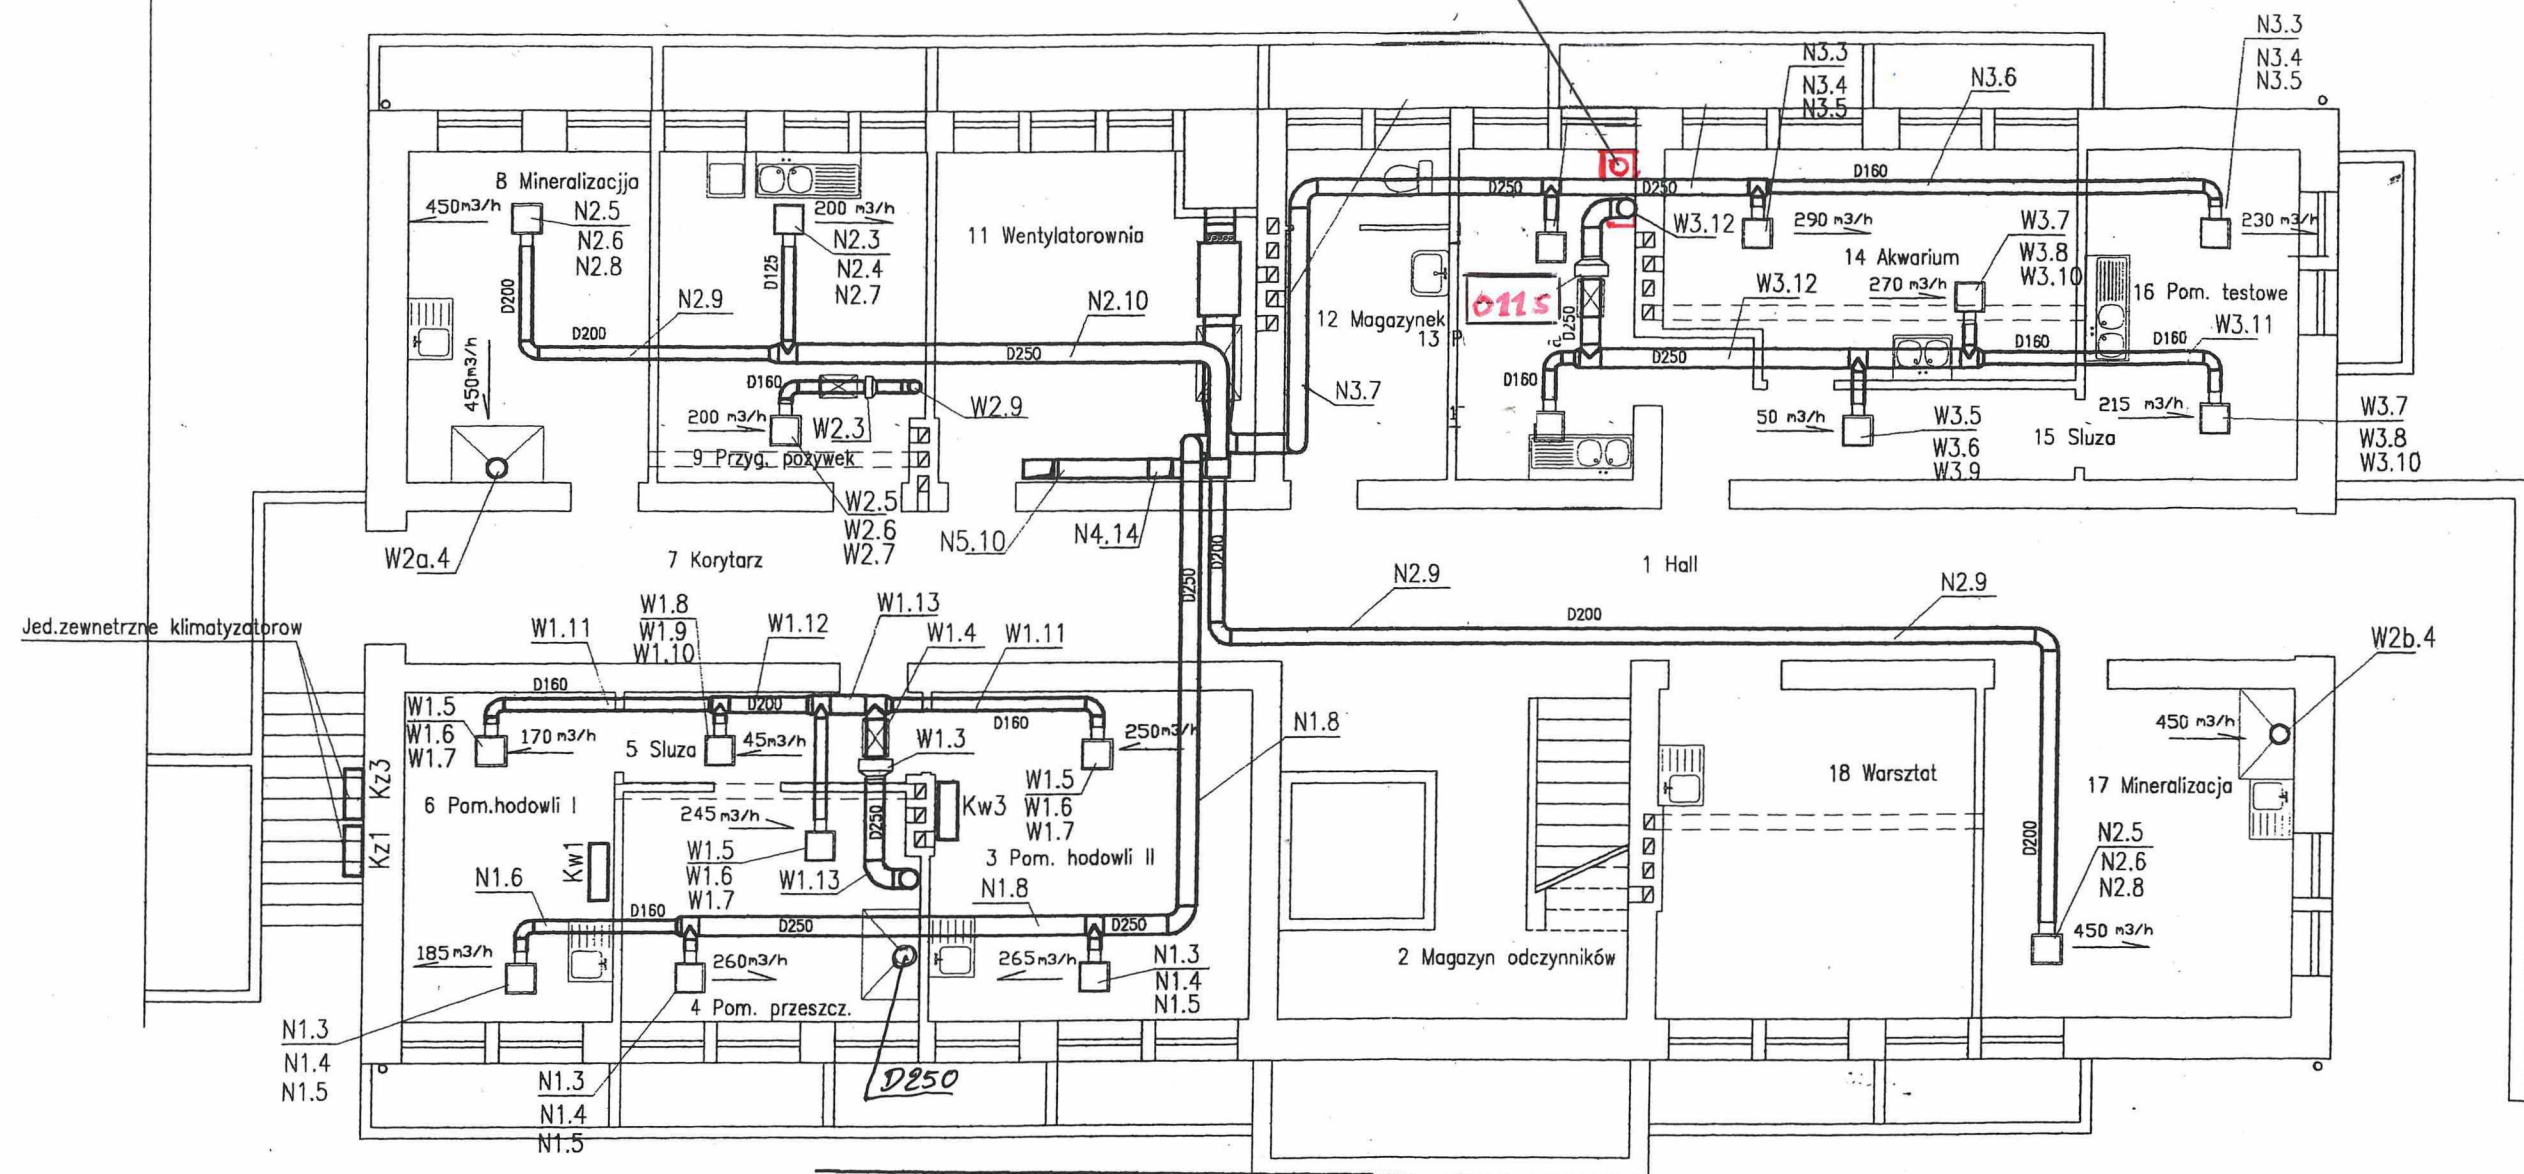 N3.3
N3.4
N3.5
N3.3
N3.4
N3.5
N3.6
8 Mineralizacjja
450m3/h
N2.5
N2.6
N2.8
D200
D200
N2.9
450m3/h
200 m3/h
N2.3
N2.4
N2.7
D125
11 Wentylatorownia
N2.10
D250
D160
200 m3/h
W2.3
W2.9
9 Przyg. pozywek
W2.5
W2.6
W2.7
W2a.4
N5.10
N4.14
12 Magazynek
13 P
N3.7
D250
D250
D160
W3.12
011s
D250
D160
290 m3/h
14 Akwarium
270 m3/h
W3.7
W3.8
W3.10
W3.12
D250
230 m3/h
16 Pom. testowe
W3.11
D160
D160
50 m3/h
W3.5
W3.6
W3.9
15 Sluza
215 m3/h
W3.7
W3.8
W3.10
7 Korytarz
1 Hall
D250
D200
N2.9
D200
N2.9
W2b.4
Jed.zewnetrzne klimatyzatorow
W1.11
W1.8
W1.9
W1.10
W1.12
W1.13
W1.4
W1.11
D160
D200
D160
W1.5
W1.6
W1.7
170 m3/h
5 Sluza
45m3/h
W1.3
250m3/h
N1.8
Kz3
Kz1
6 Pom.hodowli I
245 m3/h
D250
Kw3
W1.5
W1.6
W1.7
Kw1
W1.5
W1.6
W1.7
W1.13
3 Pom. hodowli II
N1.8
N1.6
D160
D250
D250
185m3/h
260m3/h
265m3/h
N1.3
N1.4
N1.5
4 Pom. przeszcz.
N1.3
N1.4
N1.5
N1.3
N1.4
N1.5
D250
2 Magazyn odczynników
18 Warsztat
450 m3/h
17 Mineralizacja
D200
N2.5
N2.6
N2.8
450 m3/h